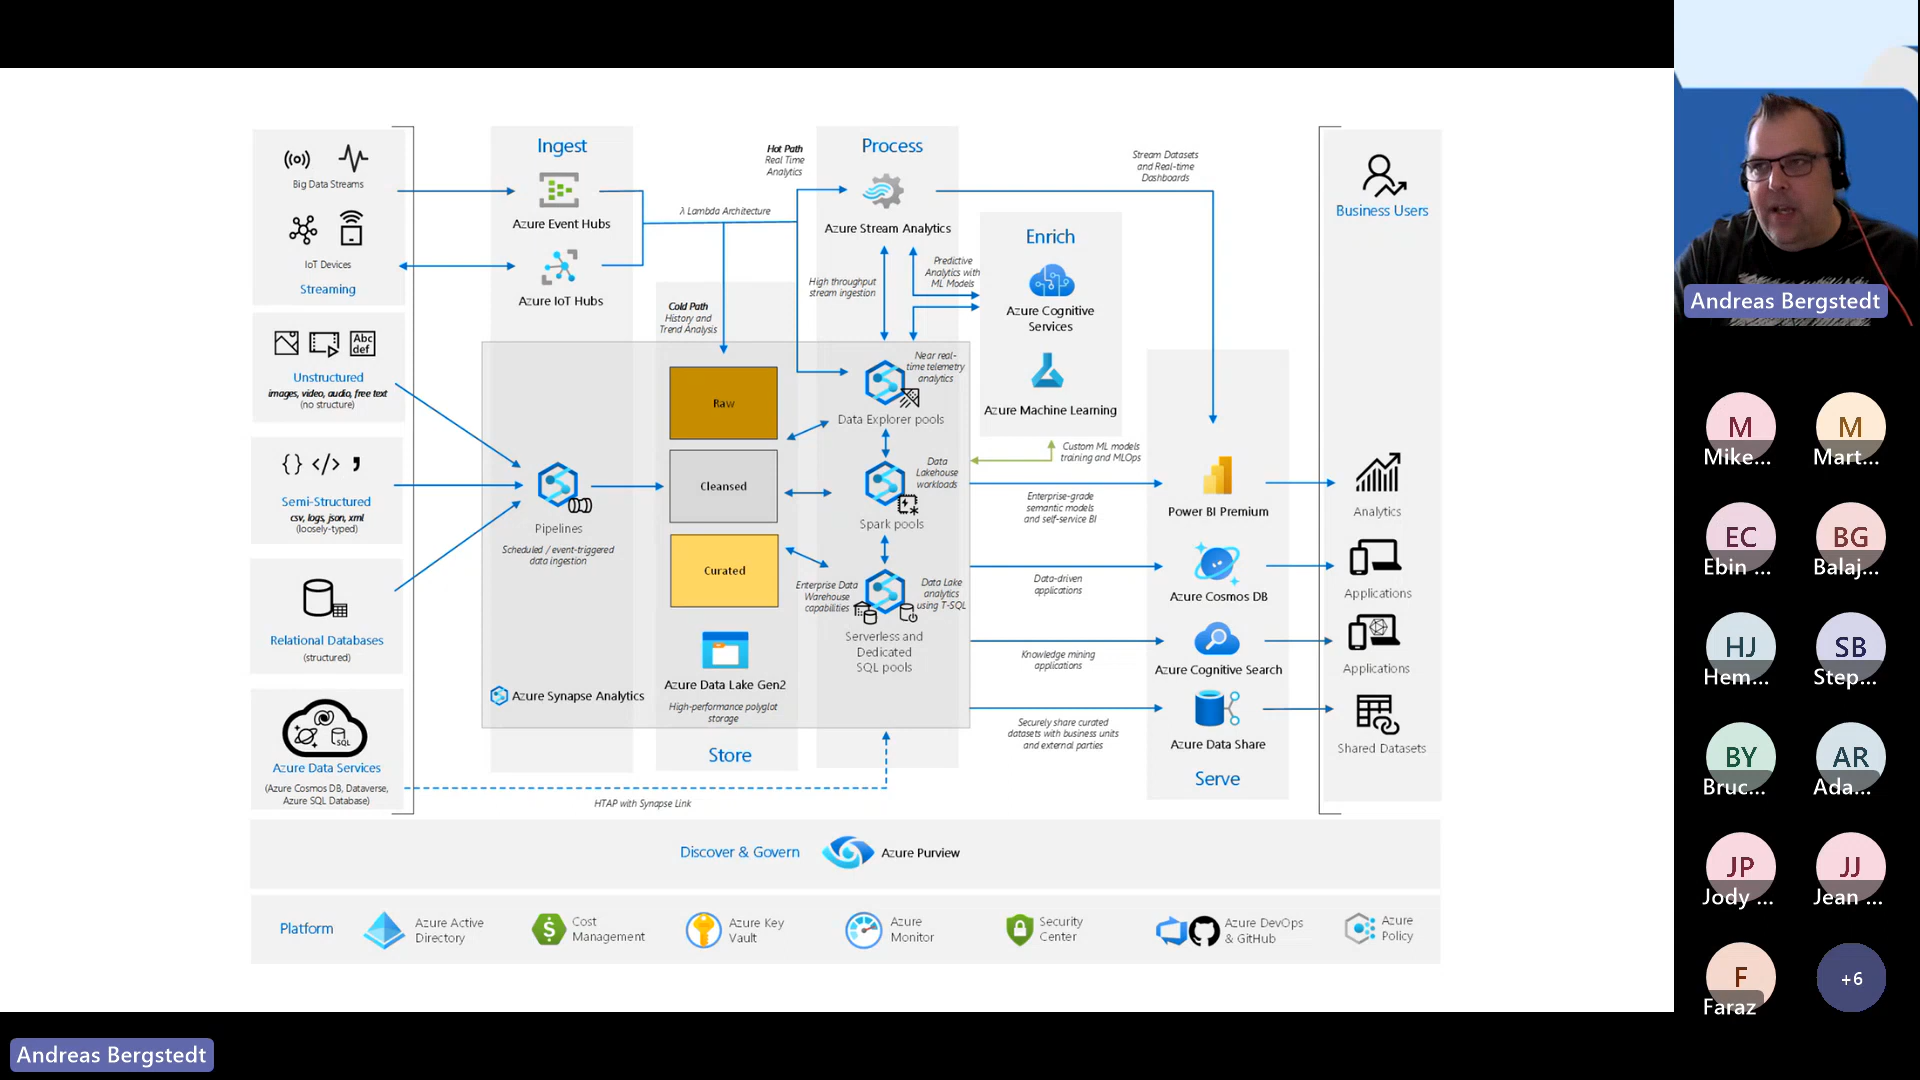 Big Data Streams
IoT Devices
Streaming
Abc
def
Unstructured
images, video, audio, free text
(no structure)
{} </> ,
Semi-Structured
csv, logs, json, xml
(loosely-typed)
Relational Databases
(structured)
SQL
Azure Data Services
(Azure Cosmos DB, Dataverse,
Azure SQL Database)
Ingest
Azure Event Hubs
Azure IoT Hubs
λ Lambda Architecture
Hot Path
Real Time
Analytics
Cold Path
History and
Trend Analysis
Pipelines
Scheduled / event-triggered
data ingestion
Azure Synapse Analytics
Raw
Cleansed
Curated
Azure Data Lake Gen2
High-performance polyglot
storage
Store
HTAP with Synapse Link
Process
Azure Stream Analytics
High throughput
stream ingestion
Predictive
Analytics with
ML Models
Near real-
time telemetry
analytics
Data Explorer pools
Data
Lakehouse
workloads
Spark pools
Enterprise Data
Warehouse
capabilities
Data Lake
analytics
using T-SQL
Serverless and
Dedicated
SQL pools
Enrich
Azure Cognitive
Services
Azure Machine Learning
Custom ML models
training and MLOps
Stream Datasets
and Real-time
Dashboards
Enterprise-grade
semantic models
and self-service BI
Data-driven
applications
Knowledge mining
applications
Securely share curated
datasets with business units
and external parties
Power BI Premium
Azure Cosmos DB
Azure Cognitive Search
Azure Data Share
Serve
Business Users
Analytics
Applications
Applications
Shared Datasets
Discover & Govern
Azure Purview
Platform
Azure Active
Directory
$
Cost
Management
Azure Key
Vault
Azure
Monitor
Security
Center
Azure DevOps
& GitHub
Azure
Policy
Andreas Bergstedt
M
Mike...
M
Mart...
EC
Ebin ...
BG
Balaj...
HJ
Hem...
SB
Step...
BY
Bruc...
AR
Ada...
JP
Jody ...
JJ
Jean ...
F
Faraz
+6
Andreas Bergstedt